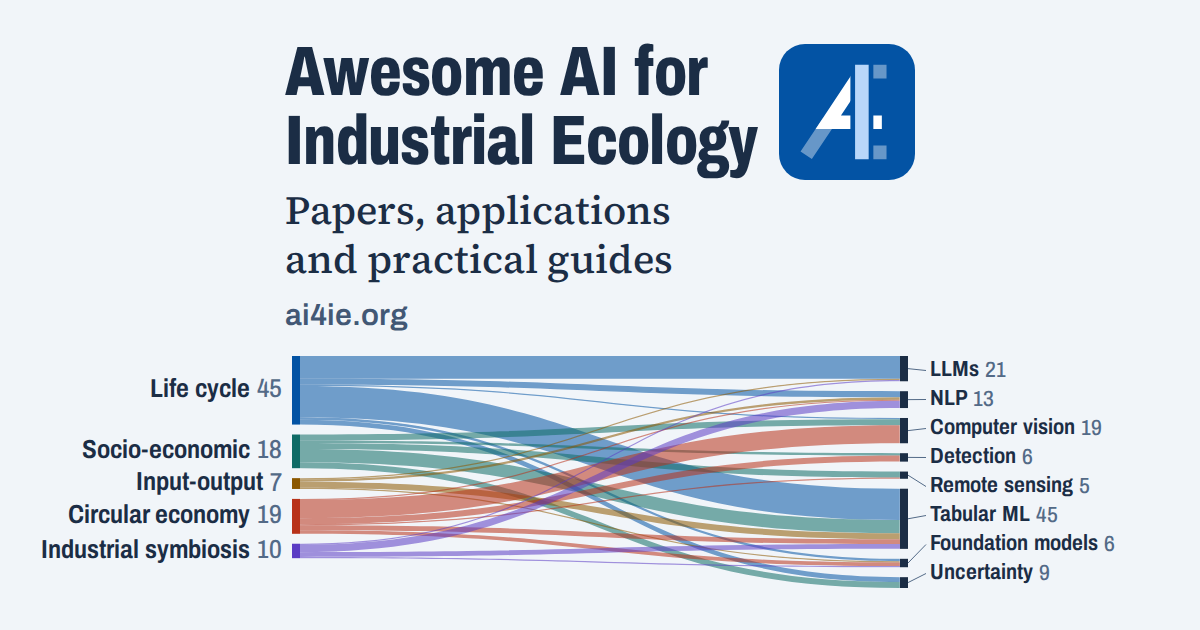 Awesome AI for
Industrial Ecology
Papers, applications
and practical guides
ai4ie.org
Life cycle 45
Socio-economic 18
Input-output 7
Circular economy 19
Industrial symbiosis 10
LLMs 21
NLP 13
Computer vision 19
Detection 6
Remote sensing 5
Tabular ML 45
Foundation models 6
Uncertainty 9